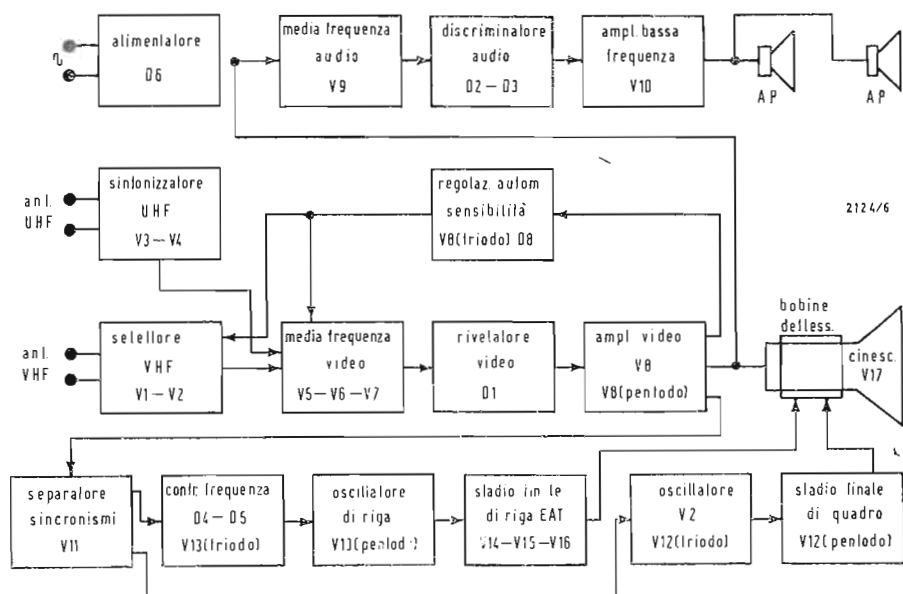 alimentatore
D6
media frequenza
audio
V9
discriminatore
audio
D2 – D3
ampl. bassa
frequenza
V10
AP
AP
ant.
UHF
sintonizzatore
UHF
V3 – V4
regolaz. autom
sensibilità
V8(triodo) D8
2124/6
ant.
VHF
selettore
VHF
V1 – V2
media frequenza
video
V5 – V6 – V7
rivelatore
video
D1
ampl video
V8
V8(pentodo)
bobine
defless.
cinesc.
V17
separatore
sincronismi
V11
contr. frequenza
D4 – D5
V13(triodo)
oscillatore
di riga
V13(pentodo)
stadio finale
di riga EAT
V14 – V15 – V16
oscillatore
V2
V12(triodo)
stadio finale
di quadro
V12(pentodo)